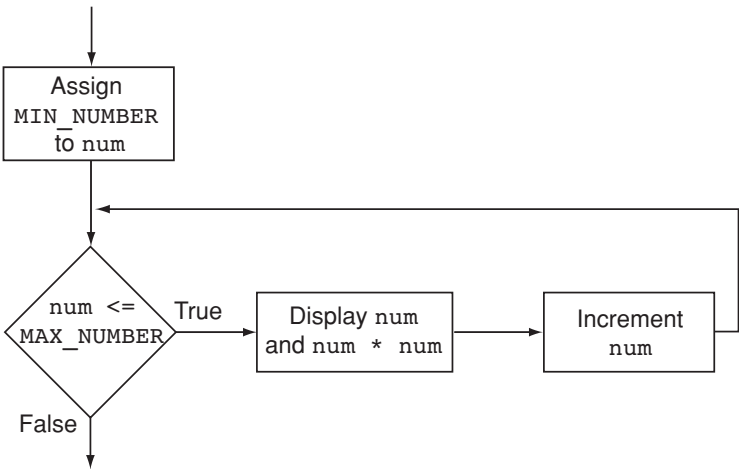 Assign
MIN_NUMBER
to num
num <=
MAX_NUMBER
True
Display num
and num * num
Increment
num
False